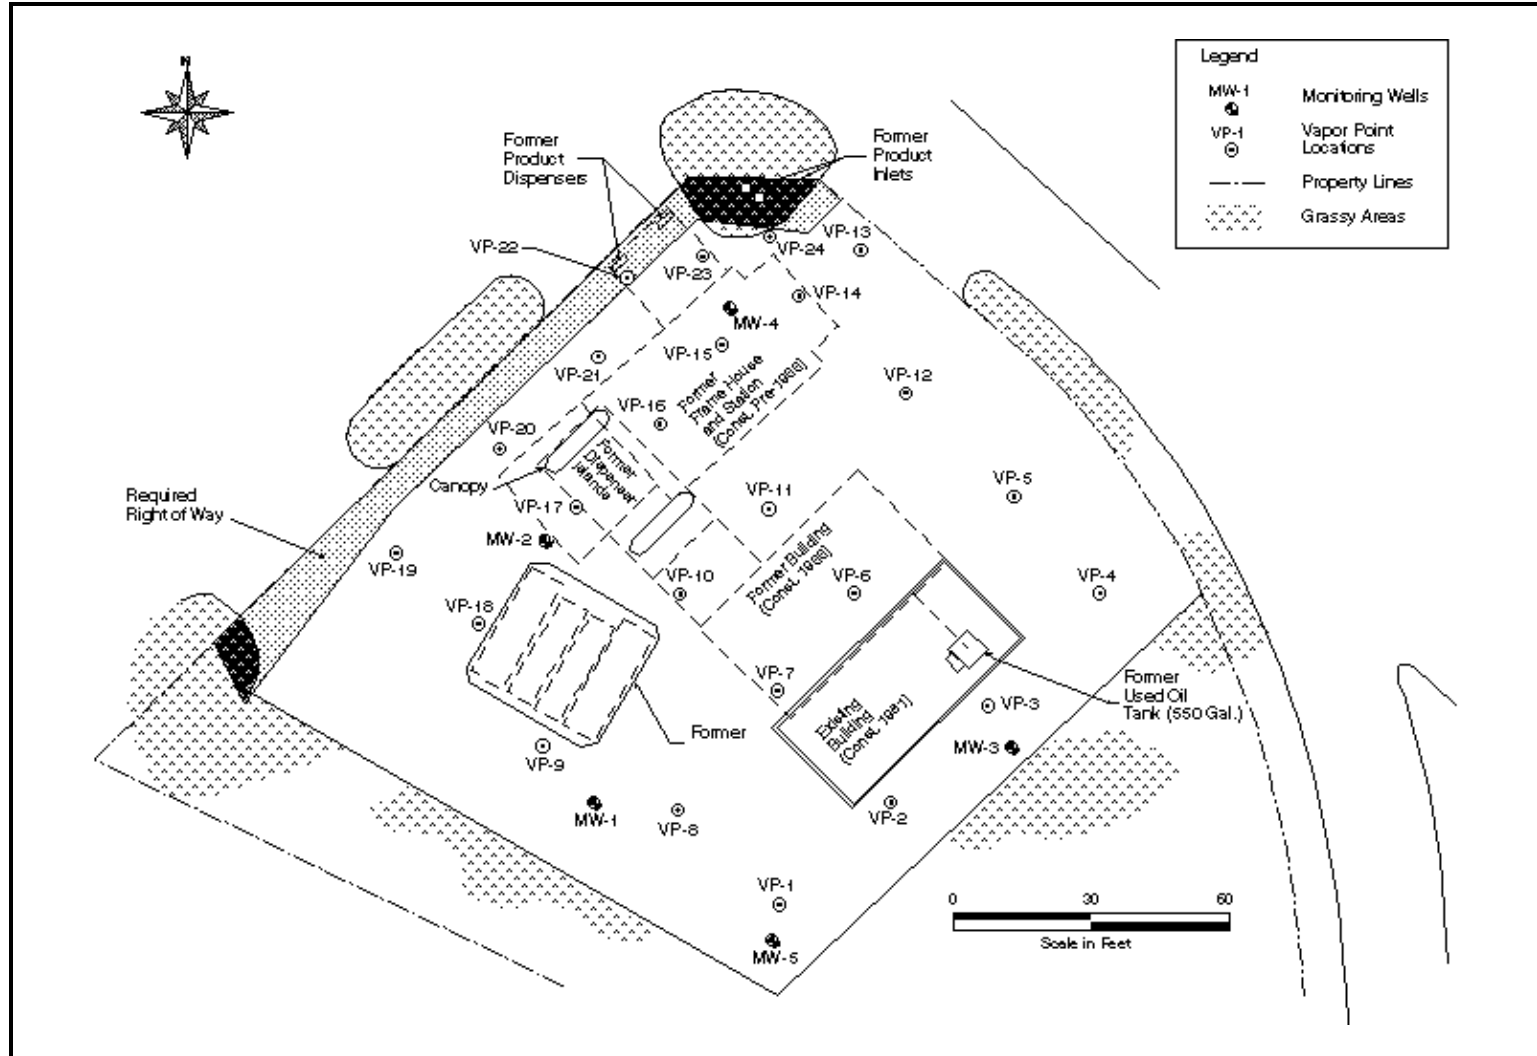 N
Legend
MW-1
Monitoring Wells
VP-1
Vapor Point
Locations
Property Lines
Grassy Areas
Former
Product
Dispensers
Former
Product
Inlets
VP-22
VP-23
VP-24
VP-13
VP-14
MW-4
VP-15
VP-21
VP-12
Former
Frame House
and Station
VP-16
VP-20
Canopy
Former
Dispenser
Islands
VP-11
VP-5
Required
Right of Way
VP-17
MW-2
VP-19
VP-10
Former Building
VP-6
VP-4
VP-18
VP-7
Former
Used Oil
Tank (550 Gal.)
VP-3
Existing
Building
(Const. 1981)
MW-3
Former
VP-9
MW-1
VP-8
VP-2
VP-1
MW-5
0 30 60
Scale in Feet